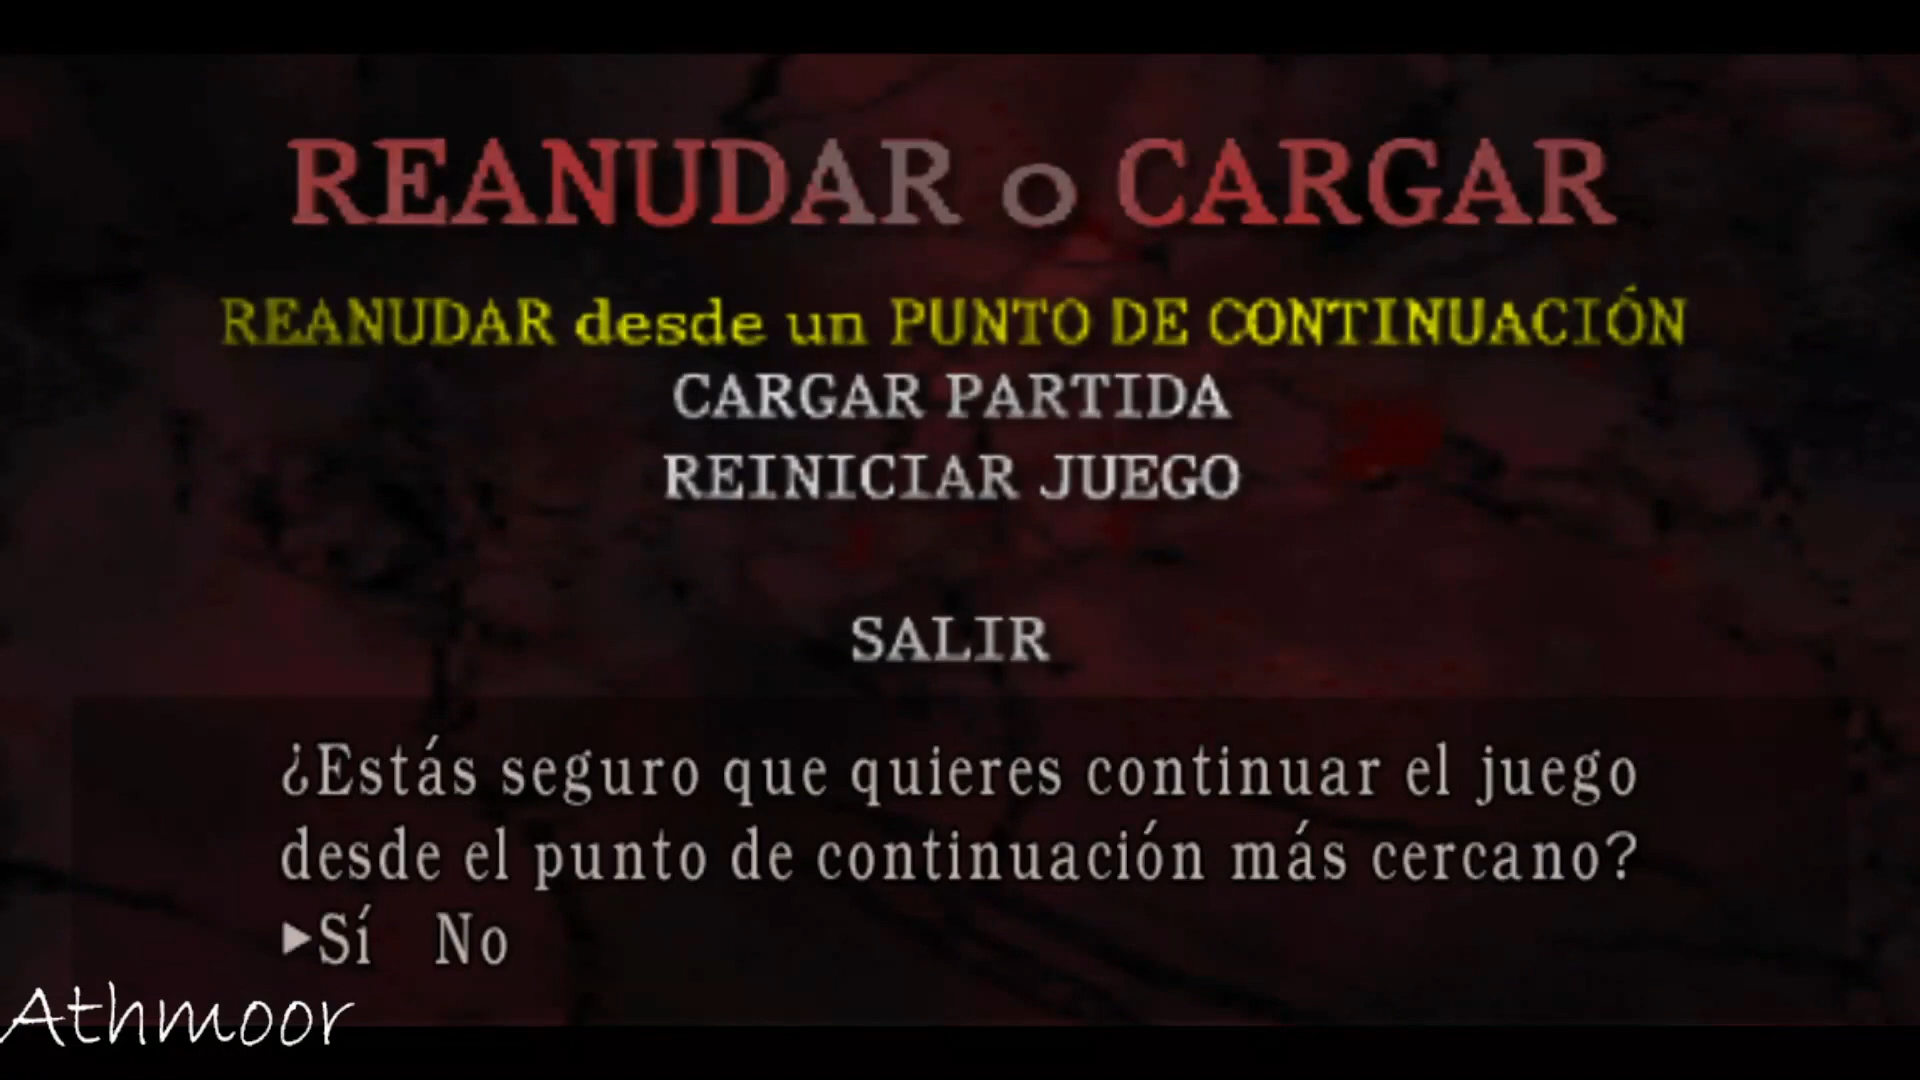 REANUDAR o CARGAR
REANUDAR desde un PUNTO DE CONTINUACIÓN
CARGAR PARTIDA
REINICIAR JUEGO
SALIR
¿Estás seguro que quieres continuar el juego
desde el punto de continuación más cercano?
►Sí No
Athmoor